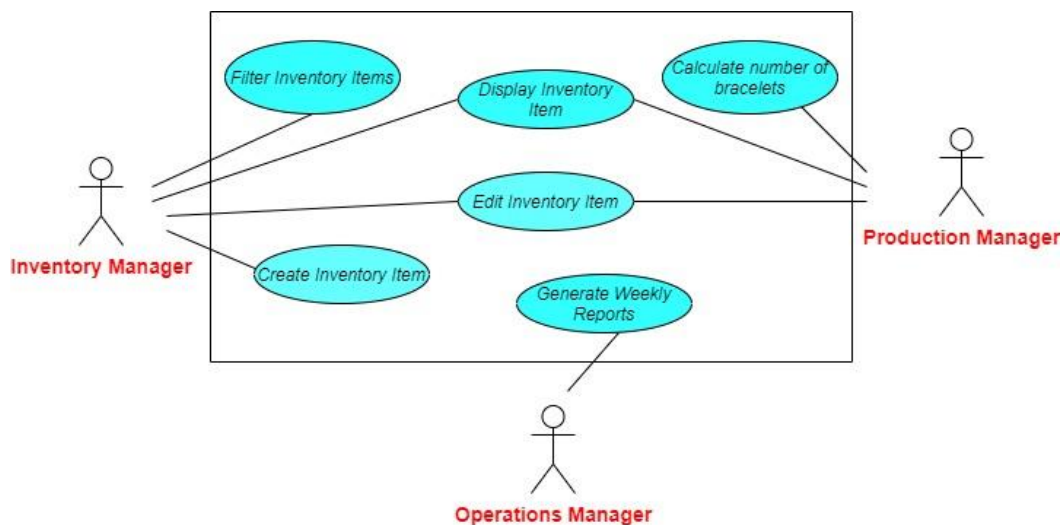 Filter Inventory Items
Display Inventory
Item
Calculate number of
bracelets
Edit Inventory Item
Inventory Manager
Production Manager
Create Inventory Item
Generate Weekly
Reports
Operations Manager